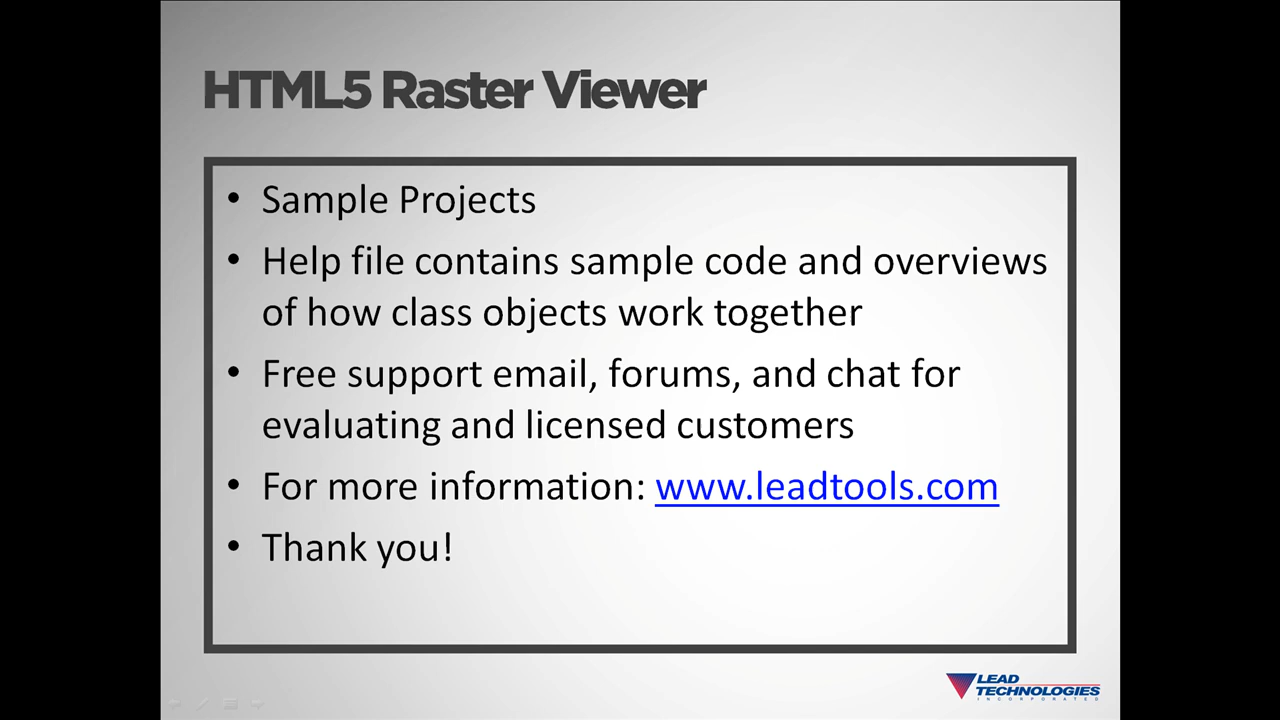 HTML5 Raster Viewer
• Sample Projects
• Help file contains sample code and overviews
of how class objects work together
• Free support email, forums, and chat for
evaluating and licensed customers
• For more information: www.leadtools.com
• Thank you!
LEAD
TECHNOLOGIES
INCORPORATED